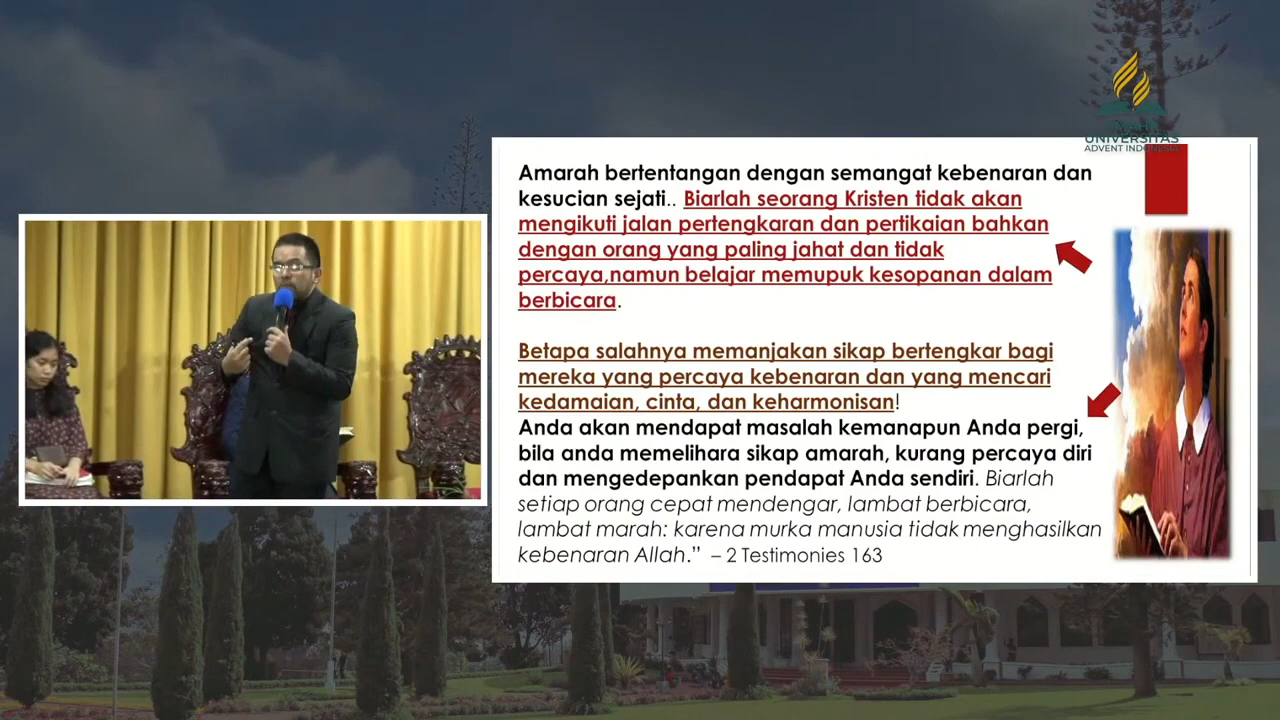 UNIVERSITAS
ADVENT INDONESIA
Amarah bertentangan dengan semangat kebenaran dan
kesucian sejati.. Biarlah seorang Kristen tidak akan
mengikuti jalan pertengkaran dan pertikaian bahkan
dengan orang yang paling jahat dan tidak
percaya,namun belajar memupuk kesopanan dalam
berbicara.
Betapa salahnya memanjakan sikap bertengkar bagi
mereka yang percaya kebenaran dan yang mencari
kedamaian, cinta, dan keharmonisan!
Anda akan mendapat masalah kemanapun Anda pergi,
bila anda memelihara sikap amarah, kurang percaya diri
dan mengedepankan pendapat Anda sendiri. Biarlah
setiap orang cepat mendengar, lambat berbicara,
lambat marah: karena murka manusia tidak menghasilkan
kebenaran Allah.” – 2 Testimonies 163